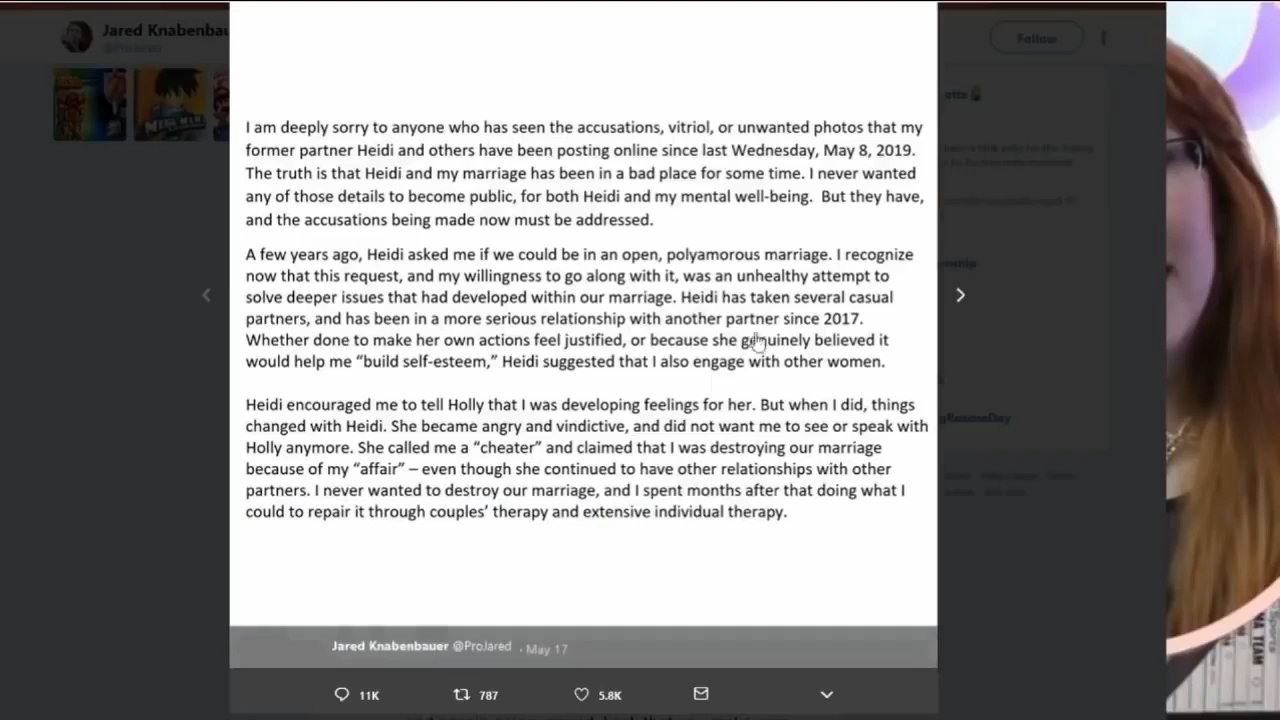 Jared Knabenbau
@ProJared
Follow
I am deeply sorry to anyone who has seen the accusations, vitriol, or unwanted photos that my
former partner Heidi and others have been posting online since last Wednesday, May 8, 2019.
The truth is that Heidi and my marriage has been in a bad place for some time. I never wanted
any of those details to become public, for both Heidi and my mental well-being.  But they have,
and the accusations being made now must be addressed.
A few years ago, Heidi asked me if we could be in an open, polyamorous marriage. I recognize
now that this request, and my willingness to go along with it, was an unhealthy attempt to
solve deeper issues that had developed within our marriage. Heidi has taken several casual
partners, and has been in a more serious relationship with another partner since 2017.
Whether done to make her own actions feel justified, or because she genuinely believed it
would help me “build self-esteem,” Heidi suggested that I also engage with other women.
Heidi encouraged me to tell Holly that I was developing feelings for her. But when I did, things
changed with Heidi. She became angry and vindictive, and did not want me to see or speak with
Holly anymore. She called me a “cheater” and claimed that I was destroying our marriage
because of my “affair” – even though she continued to have other relationships with other
partners. I never wanted to destroy our marriage, and I spent months after that doing what I
could to repair it through couples’ therapy and extensive individual therapy.
Jared Knabenbauer @ProJared . May 17
11K 787 5.8K